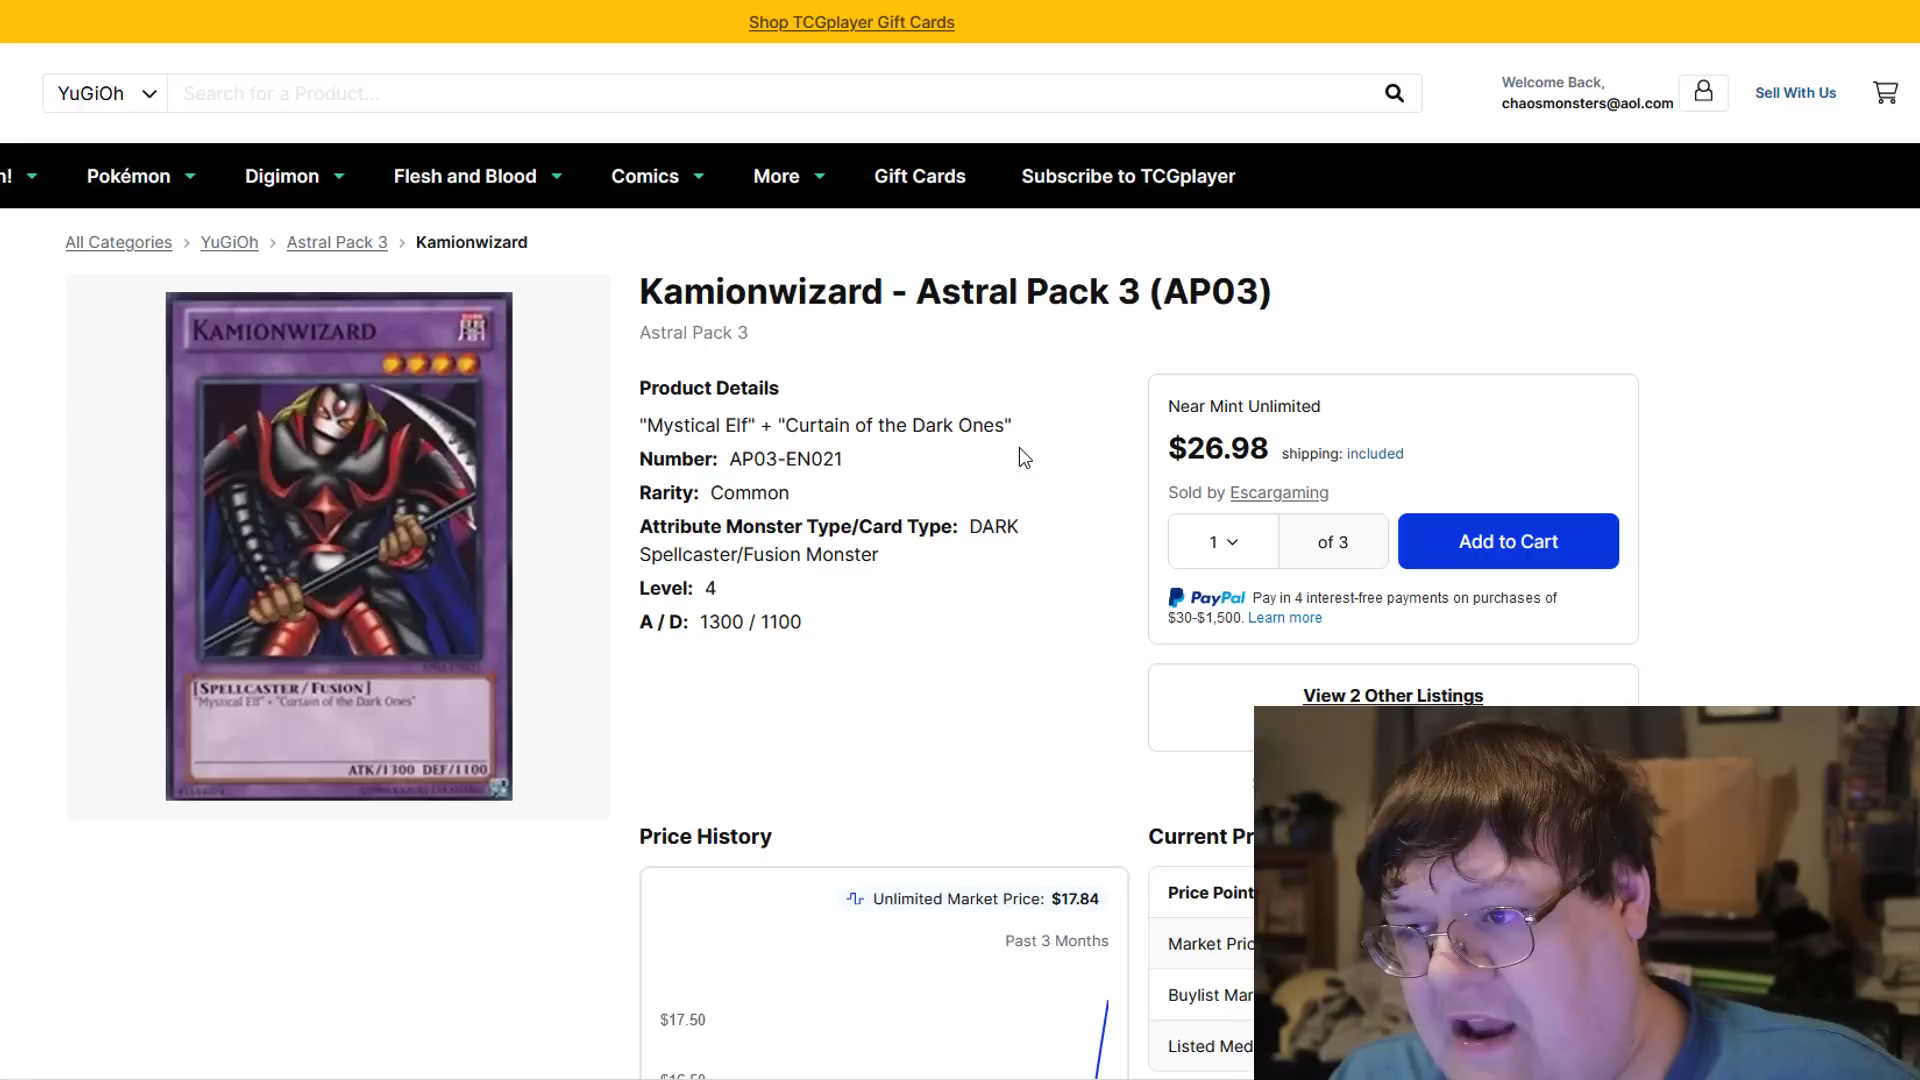 Shop TCGplayer Gift Cards
YuGiOh
Search for a Product...
Welcome Back,
chaosmonsters@aol.com
Sell With Us
h!
Pokémon
Digimon
Flesh and Blood
Comics
More
Gift Cards
Subscribe to TCGplayer
All Categories > YuGiOh > Astral Pack 3 > Kamionwizard
KAMIONWIZARD
[SPELLCASTER/FUSION]
"Mystical Elf" + "Curtain of the Dark Ones"
ATK/1300 DEF/1100
Kamionwizard - Astral Pack 3 (AP03)
Astral Pack 3
Product Details
"Mystical Elf" + "Curtain of the Dark Ones"
Number: AP03-EN021
Rarity: Common
Attribute Monster Type/Card Type: DARK
Spellcaster/Fusion Monster
Level: 4
A / D: 1300 / 1100
Near Mint Unlimited
$26.98 shipping: included
Sold by Escargaming
1 of 3
Add to Cart
PayPal Pay in 4 interest-free payments on purchases of
$30-$1,500. Learn more
View 2 Other Listings
Price History
Unlimited Market Price: $17.84
Past 3 Months
$17.50
$16.50
Current Pr
Price Point
Market Pric
Buylist Mar
Listed Med